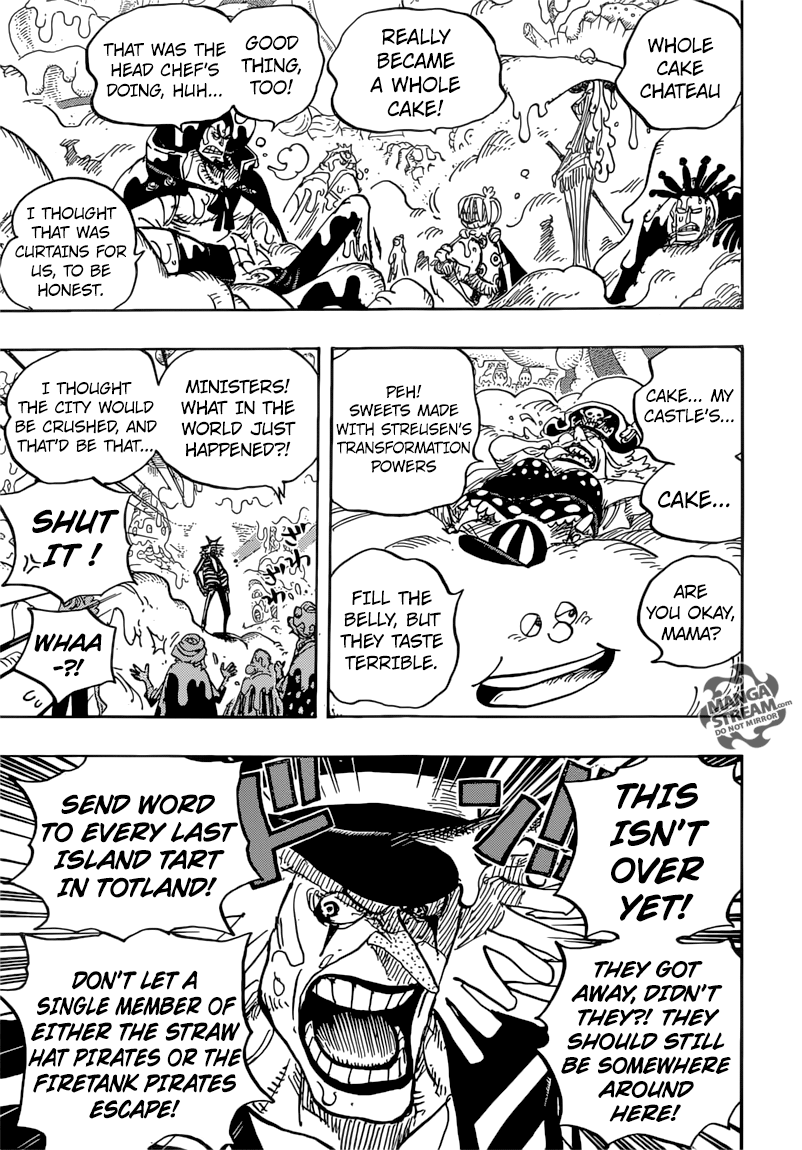 WHOLE
CAKE
CHATEAU
REALLY
BECAME
A WHOLE
CAKE!
GOOD
THING,
TOO!
THAT WAS THE
HEAD CHEF'S
DOING, HUH...
I THOUGHT
THAT WAS
CURTAINS FOR
US, TO BE
HONEST.
CAKE... MY
CASTLE'S...
CAKE...
PEH!
SWEETS MADE
WITH STREUSEN'S
TRANSFORMATION
POWERS
ARE
YOU OKAY,
MAMA?
FILL THE
BELLY, BUT
THEY TASTE
TERRIBLE.
MINISTERS!
WHAT IN THE
WORLD JUST
HAPPENED?!
I THOUGHT
THE CITY WOULD
BE CRUSHED, AND
THAT'D BE THAT...
SHUT
IT!
WHAA
-?!
MANGA
STREAM.com
DO NOT MIRROR
THIS
ISN'T
OVER
YET!
THEY GOT
AWAY, DIDN'T
THEY?! THEY
SHOULD STILL
BE SOMEWHERE
AROUND
HERE!
SEND WORD
TO EVERY LAST
ISLAND TART
IN TOTLAND!
DON'T LET A
SINGLE MEMBER OF
EITHER THE STRAW
HAT PIRATES OR THE
FIRETANK PIRATES
ESCAPE!